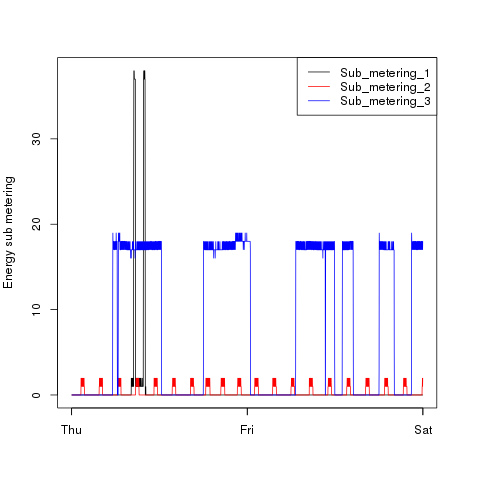 Sub_metering_1
Sub_metering_2
Sub_metering_3
Energy sub metering
30
20
10
0
Thu Fri Sat